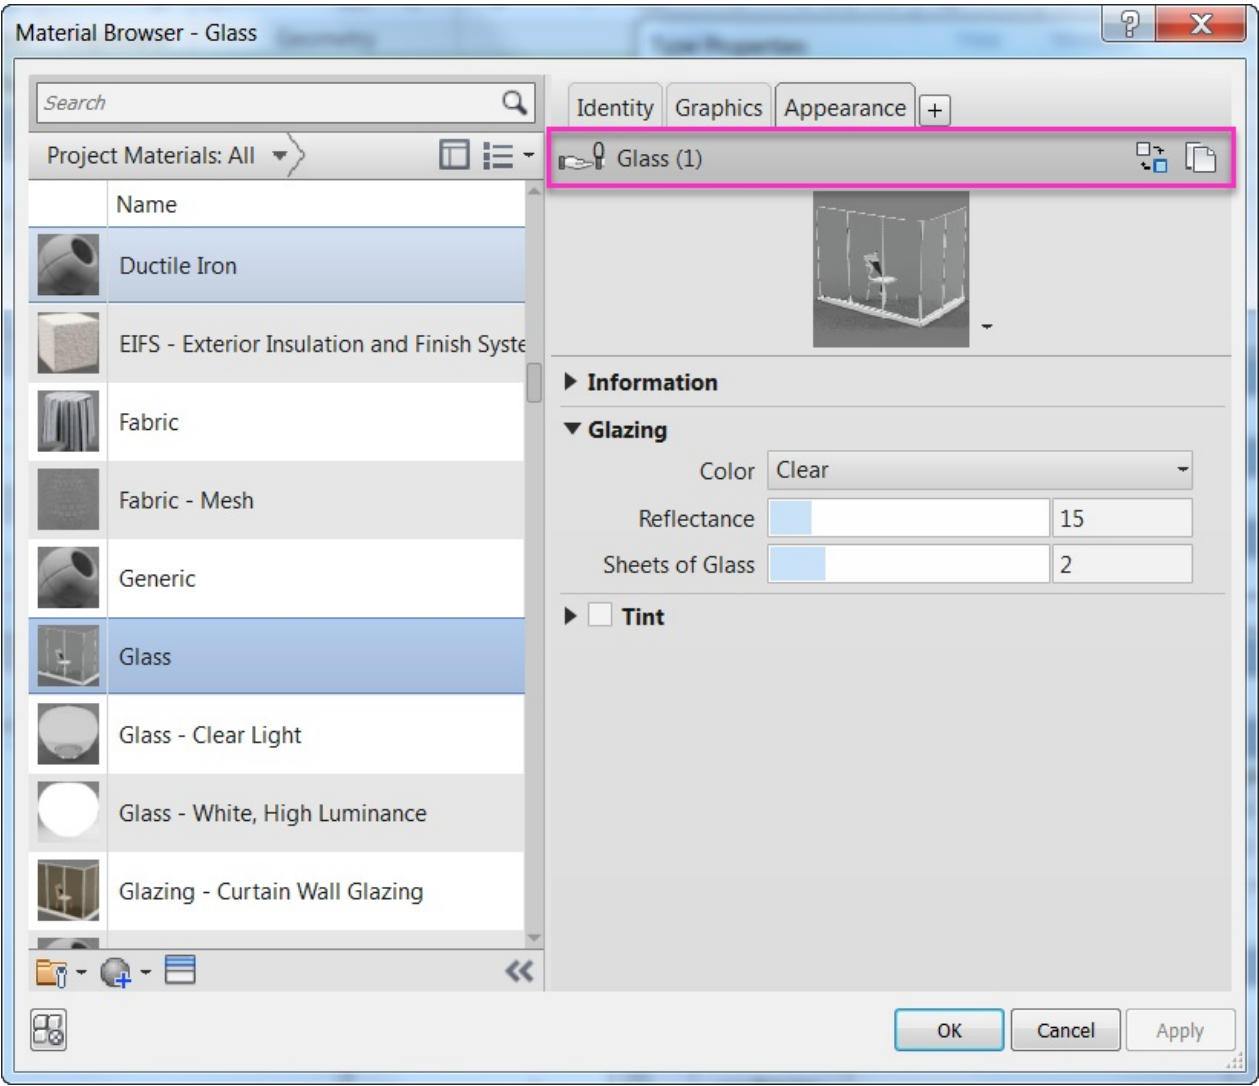 Material Browser - Glass
Type Properties
Search
Identity
Graphics
Appearance
+
Project Materials: All
Glass (1)
Name
Ductile Iron
EIFS - Exterior Insulation and Finish Syste
Fabric
Fabric - Mesh
Generic
Glass
Glass - Clear Light
Glass - White, High Luminance
Glazing - Curtain Wall Glazing
Information
Glazing
Color Clear
Reflectance 15
Sheets of Glass 2
Tint
OK
Cancel
Apply